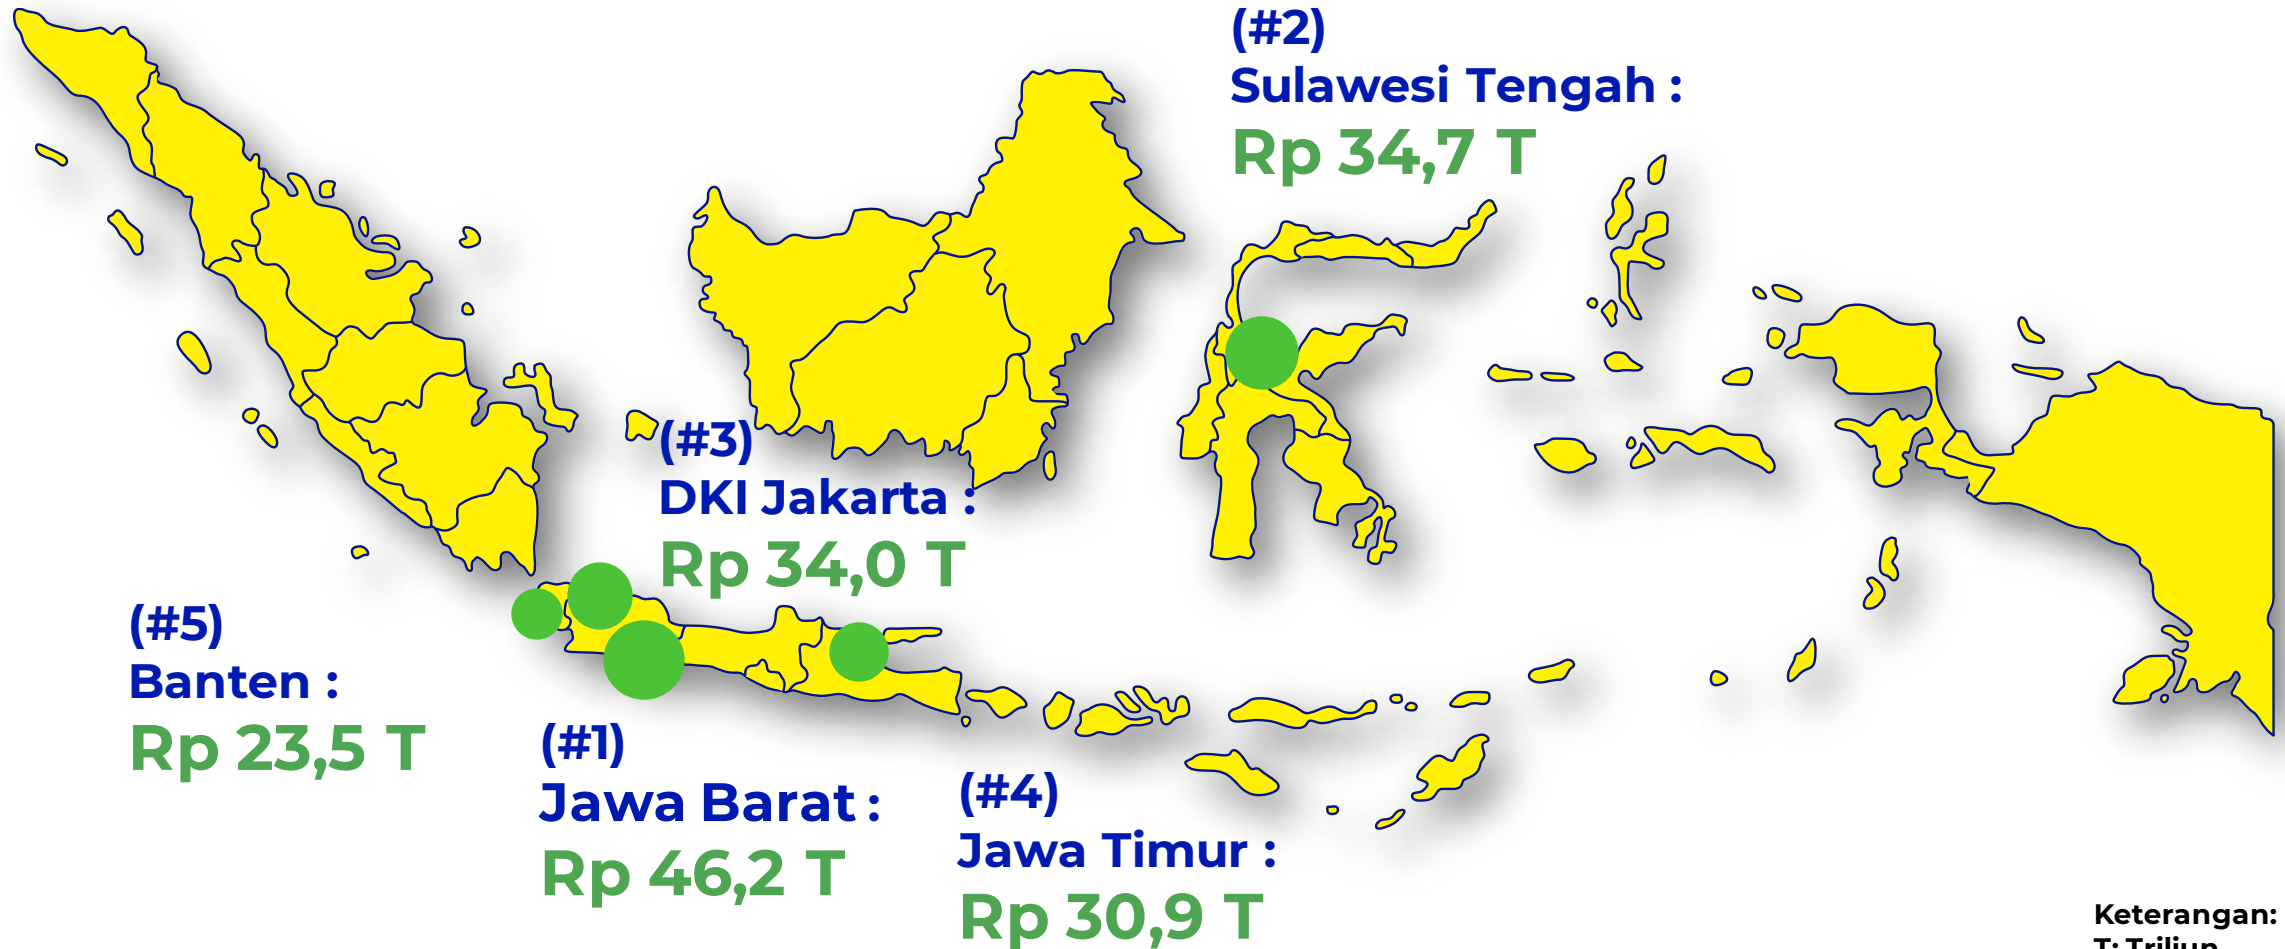 (#2)
Sulawesi Tengah :
Rp 34,7 T
(#3)
DKI Jakarta :
Rp 34,0 T
(#5)
Banten :
Rp 23,5 T
(#1)
Jawa Barat :
Rp 46,2 T
(#4)
Jawa Timur :
Rp 30,9 T
Keterangan:
T: Triliun